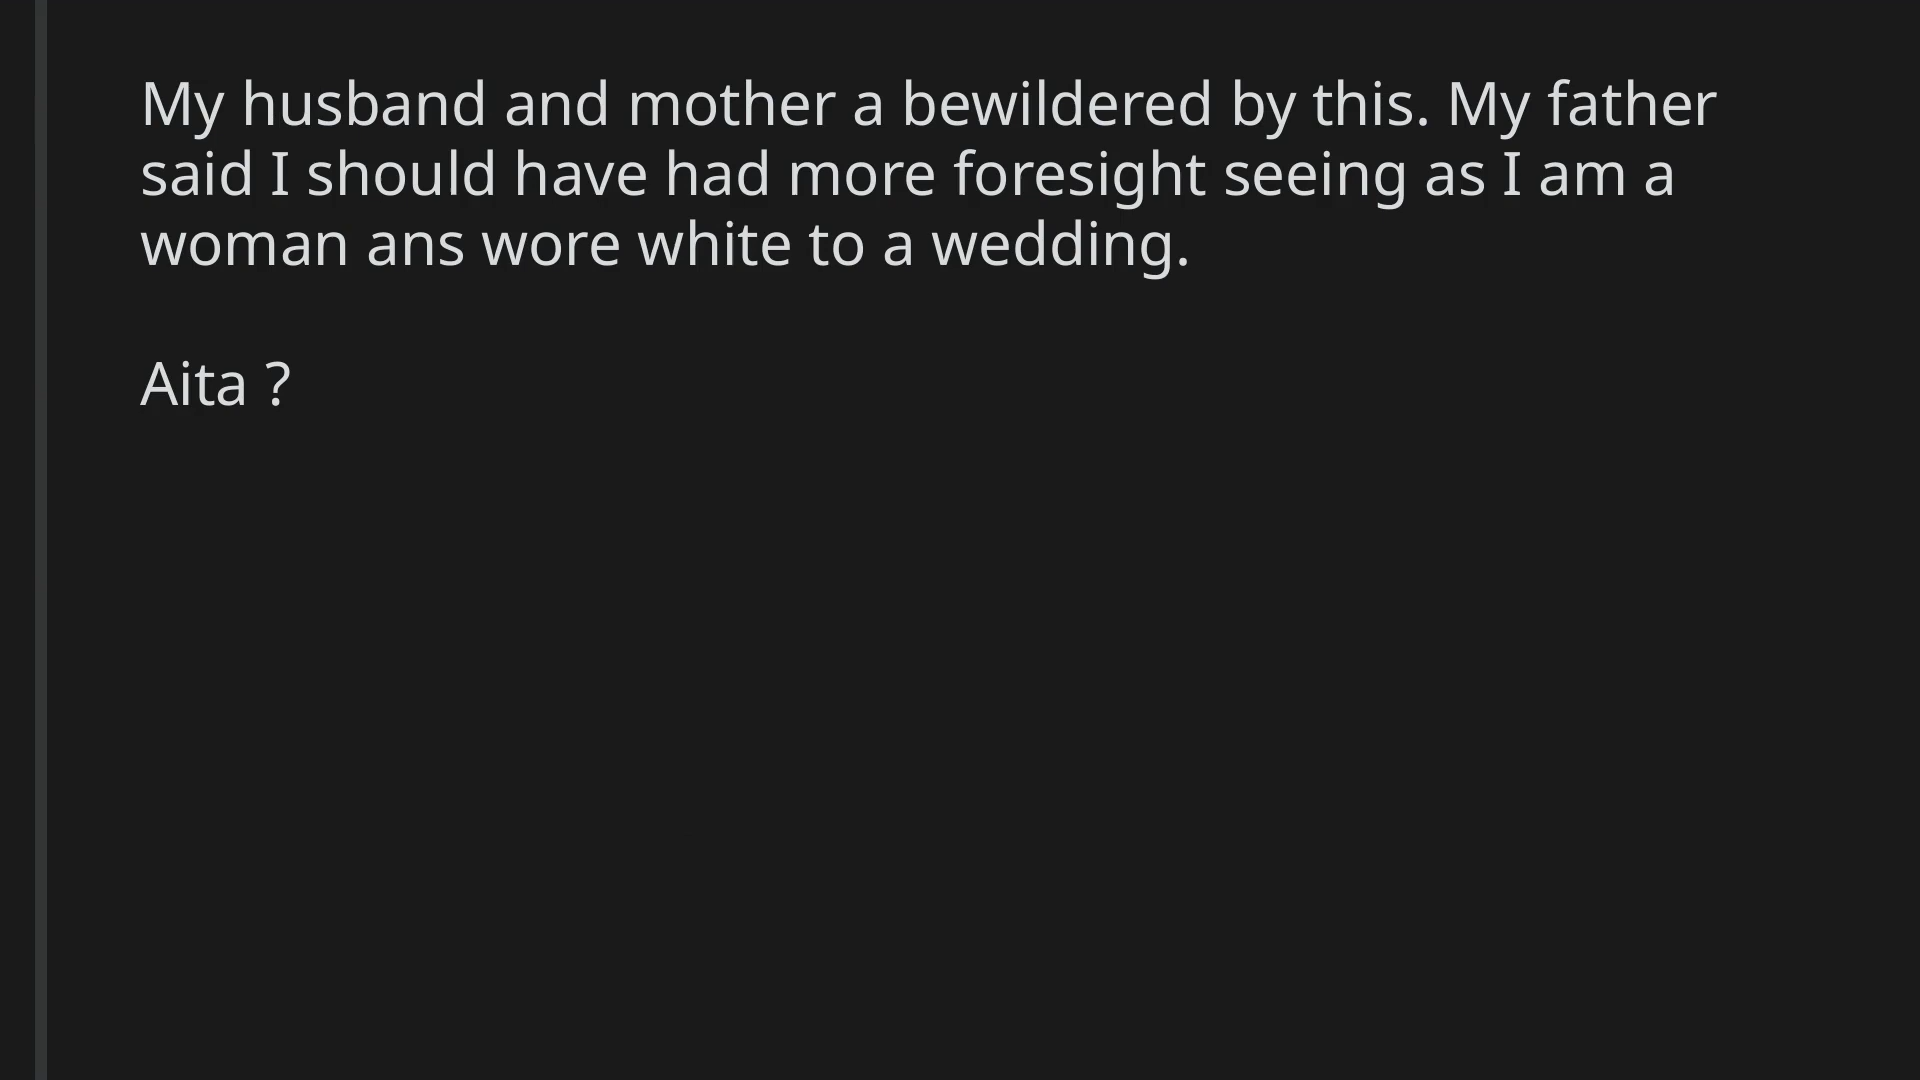 My husband and mother a bewildered by this. My father
said I should have had more foresight seeing as I am a
woman ans wore white to a wedding.
Aita ?